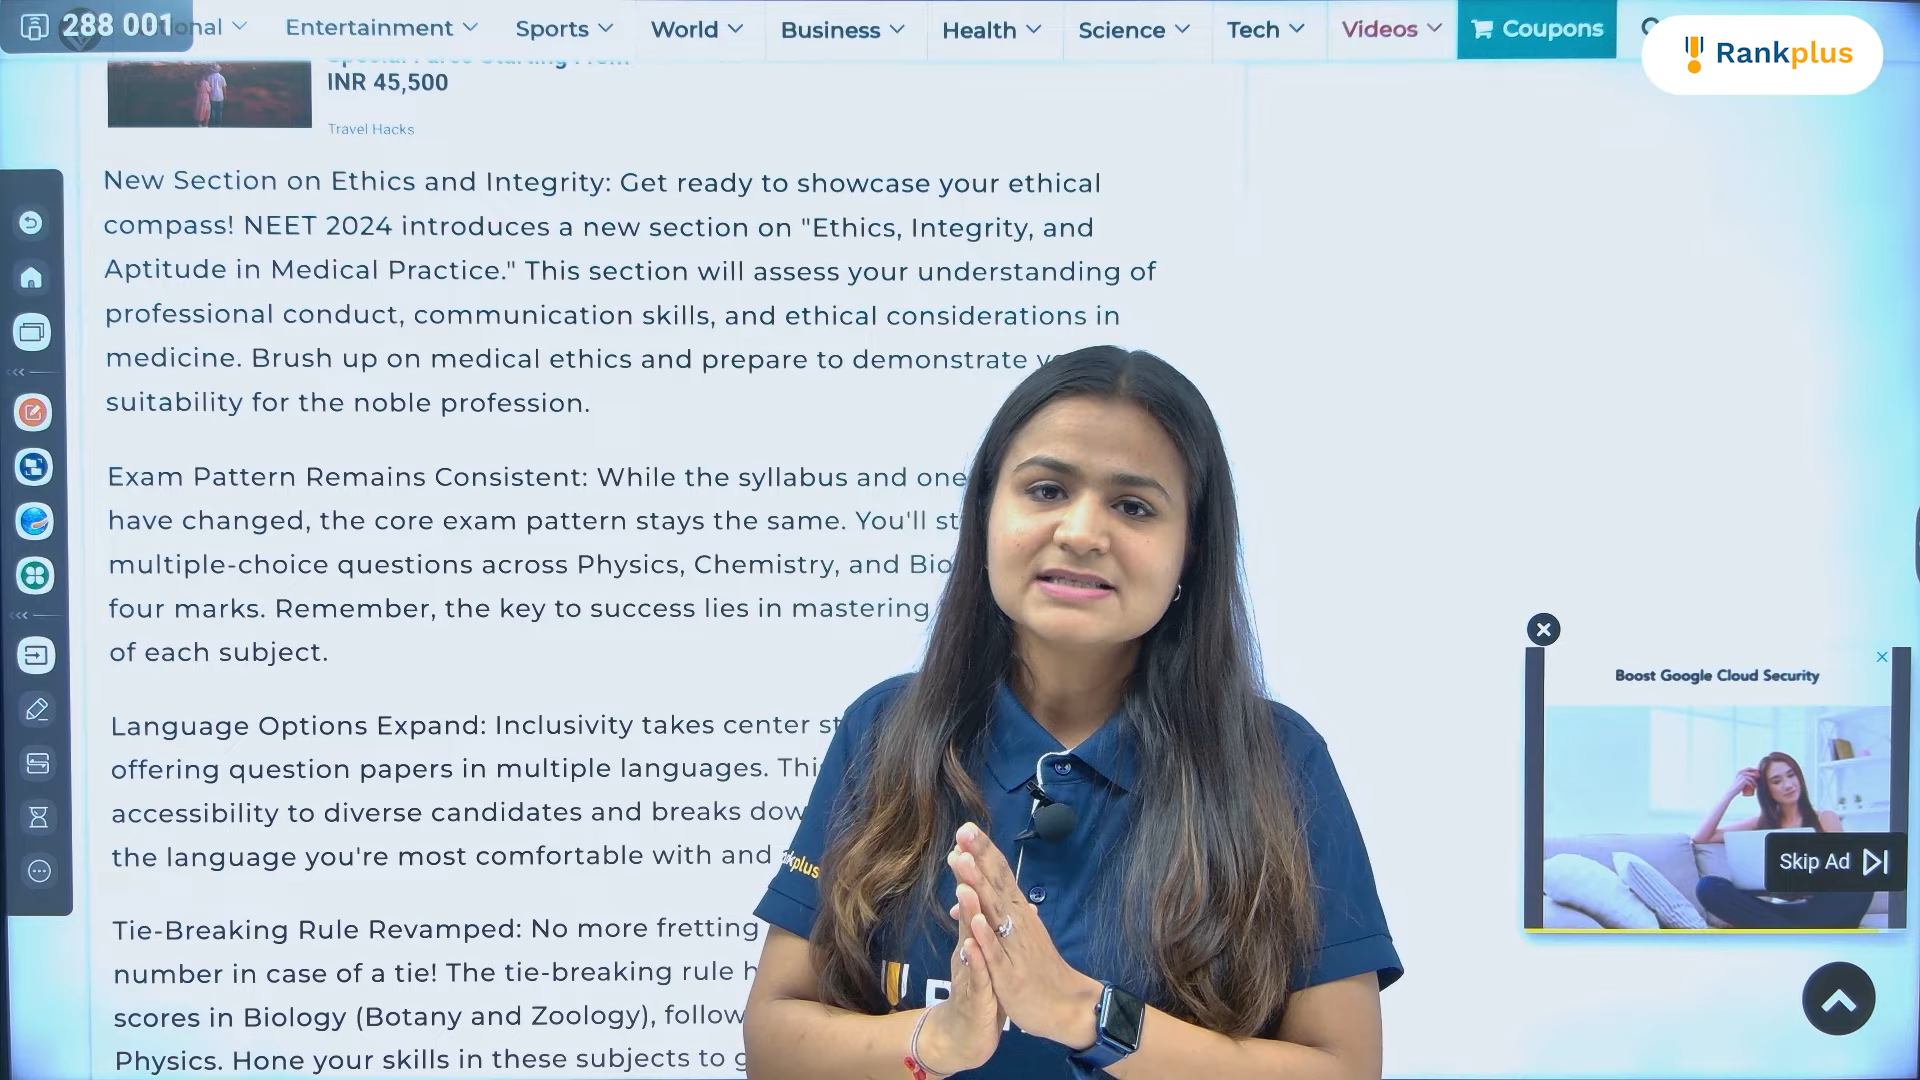 288 001
Entertainment
Sports
World
Business
Health
Science
Tech
Videos
Coupons
Rankplus
INR 45,500
Travel Hacks
New Section on Ethics and Integrity: Get ready to showcase your ethical
compass! NEET 2024 introduces a new section on "Ethics, Integrity, and
Aptitude in Medical Practice." This section will assess your understanding of
professional conduct, communication skills, and ethical considerations in
medicine. Brush up on medical ethics and prepare to demonstrate
suitability for the noble profession.
Exam Pattern Remains Consistent: While the syllabus and one
have changed, the core exam pattern stays the same. You'll
multiple-choice questions across Physics, Chemistry, and Bio
four marks. Remember, the key to success lies in mastering
of each subject.
Language Options Expand: Inclusivity takes center
offering question papers in multiple languages.
accessibility to diverse candidates and breaks
the language you're most comfortable with and
Tie-Breaking Rule Revamped: No more fretting
number in case of a tie! The tie-breaking rule
scores in Biology (Botany and Zoology), follow
Physics. Hone your skills in these subjects to
plus
Boost Google Cloud Security
Skip Ad